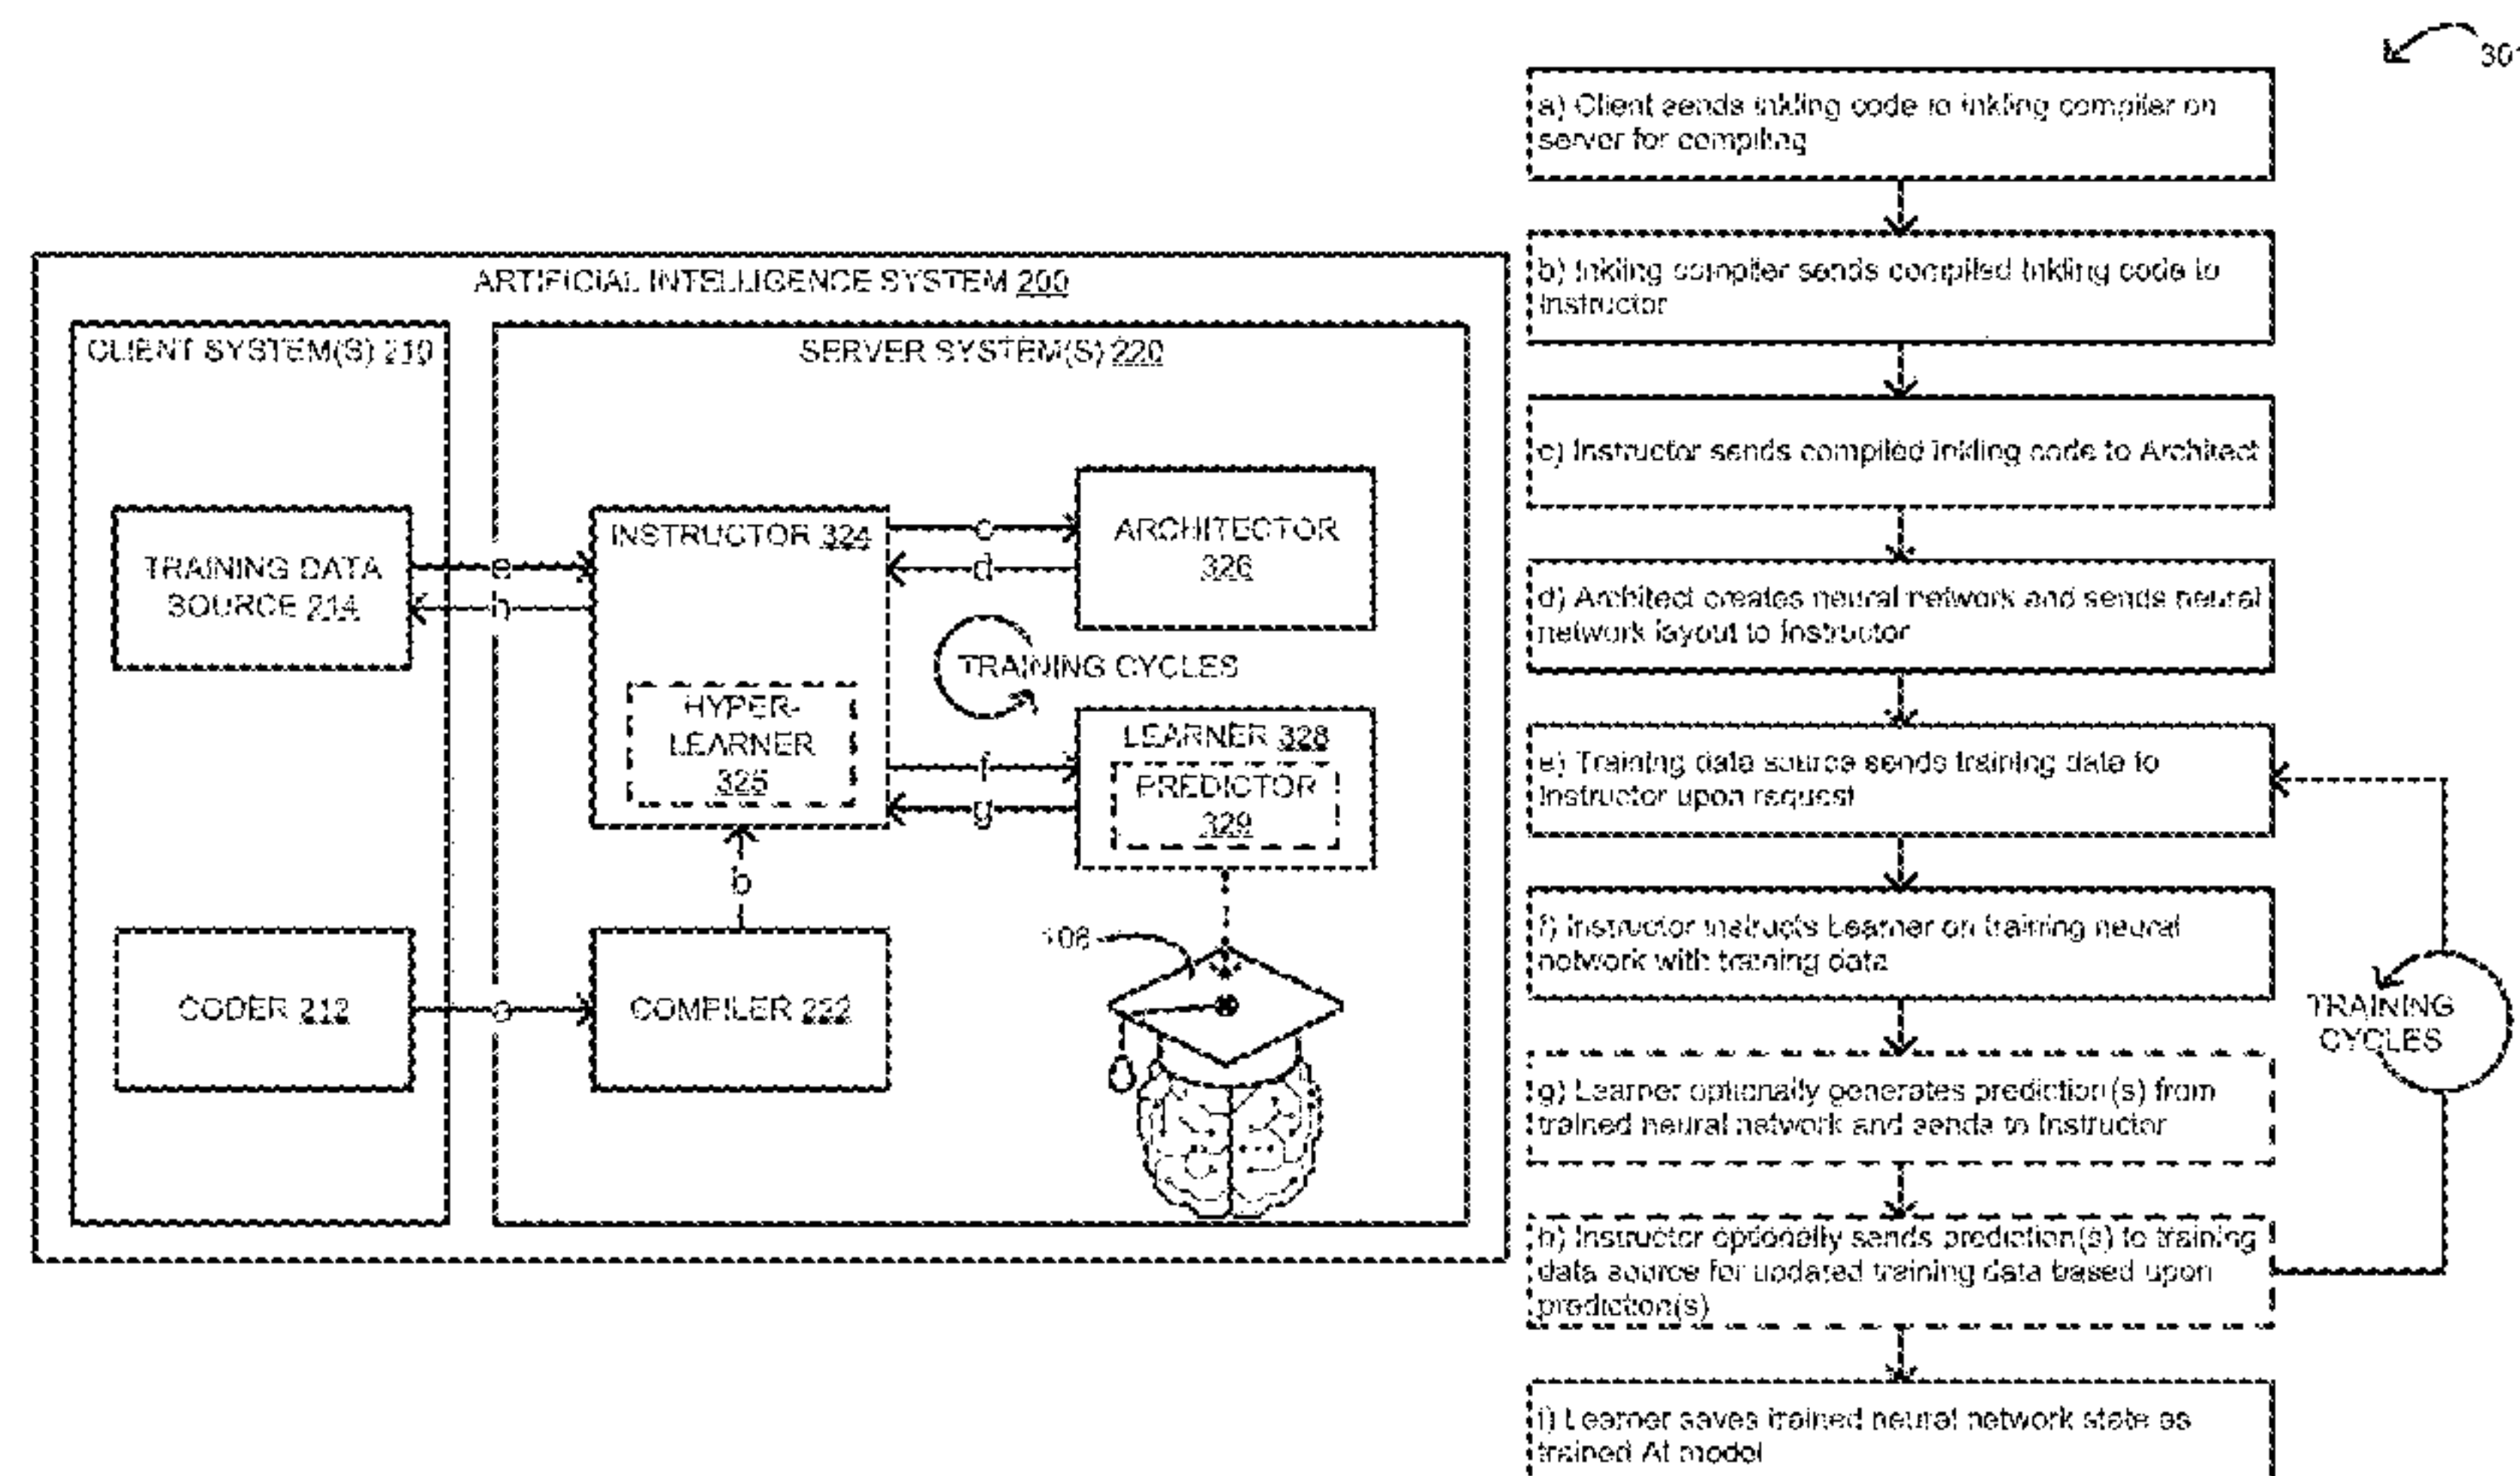 301
ARTIFICIAL INTELLIGENCE SYSTEM 200
CLIENT SYSTEM(S) 210
SERVER SYSTEM(S) 220
TRAINING DATA
SOURCE 214
e
h
INSTRUCTOR 324
HYPER-
LEARNER
325
c
d
ARCHITECTOR
326
TRAINING CYCLES
f
g
LEARNER 328
PREDICTOR
329
b
CODER 212
a
COMPILER 222
108
a) Client sends inkling code to inkling compiler on
server for compiling
b) Inkling compiler sends compiled Inkling code to
Instructor
c) Instructor sends compiled inkling code to Architect
d) Architect creates neural network and sends neural
network layout to Instructor
e) Training data source sends training data to
Instructor upon request
f) Instructor instructs Learner on training neural
network with training data
g) Learner optionally generates prediction(s) from
trained neural network and sends to Instructor
h) Instructor optionally sends prediction(s) to training
data source for updated training data based upon
prediction(s)
i) Learner saves trained neural network state as
trained AI model
TRAINING
CYCLES